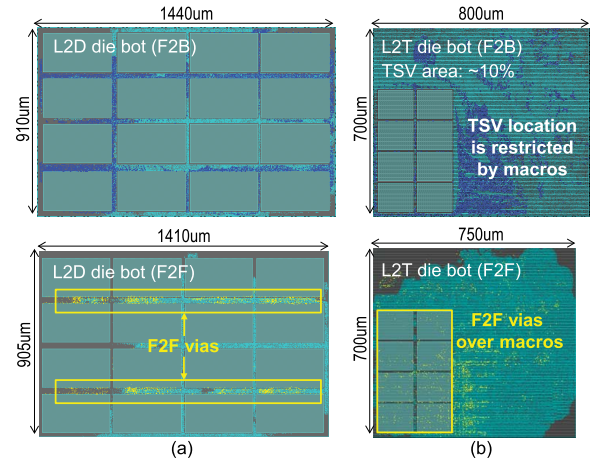 1440um
800um
L2D die bot (F2B)
910um
L2T die bot (F2B)
TSV area: ~10%
TSV location
is restricted
by macros
700um
1410um
750um
L2D die bot (F2F)
905um
F2F vias
L2T die bot (F2F)
700um
F2F vias
over macros
(a)
(b)